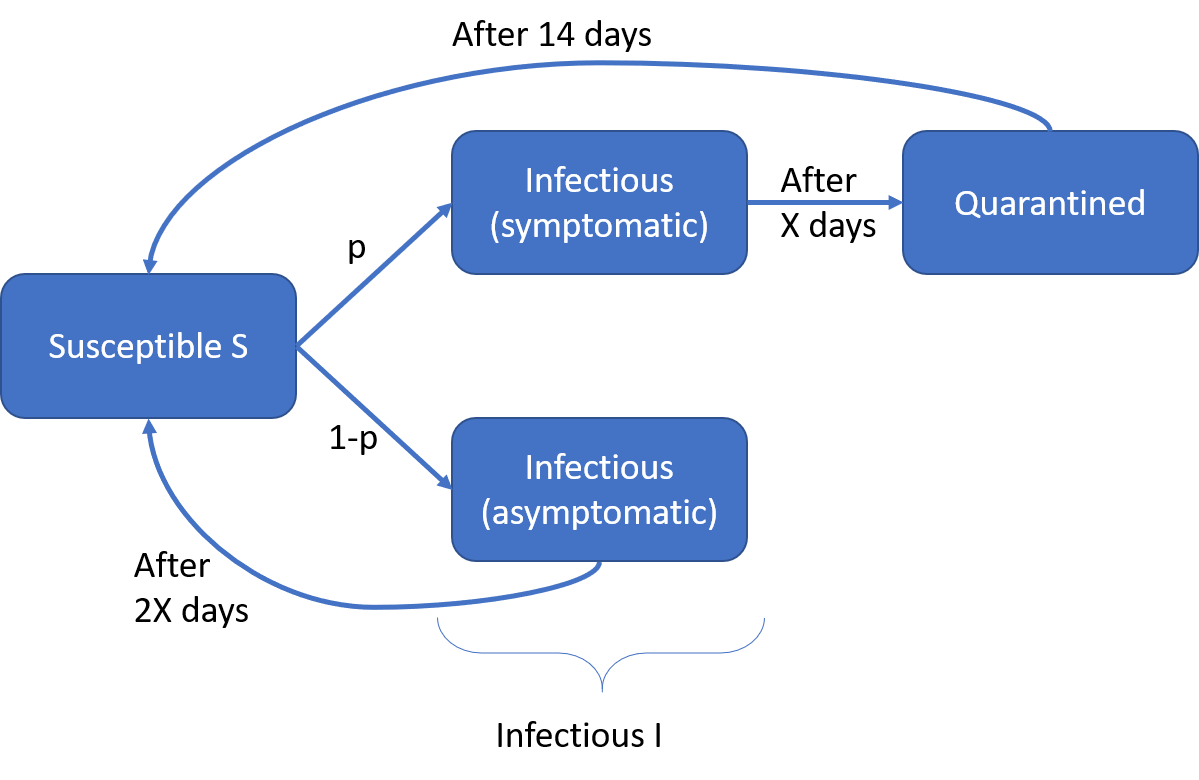 After 14 days
Infectious
(symptomatic)
After
X days
Quarantined
p
Susceptible S
1-p
Infectious
(asymptomatic)
After
2X days
Infectious I